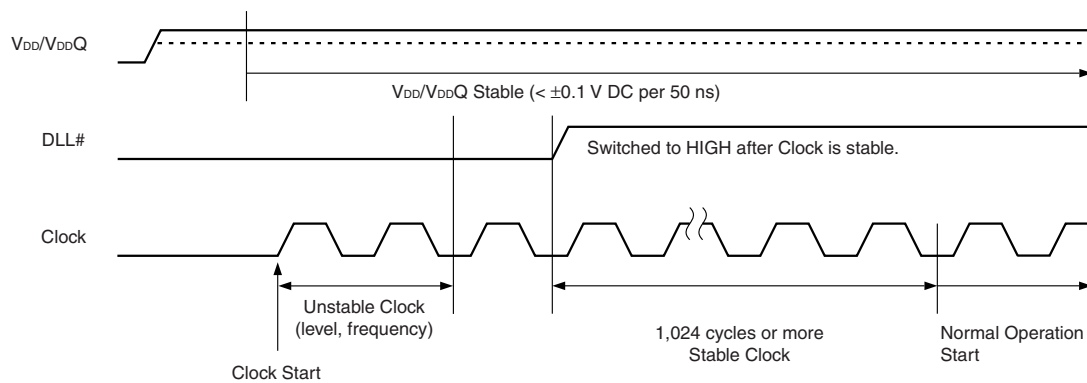 VDD/VDDQ
VDD/VDDQ Stable (< ±0.1 V DC per 50 ns)
DLL#
Switched to HIGH after Clock is stable.
Clock
Unstable Clock
(level, frequency)
1,024 cycles or more
Stable Clock
Normal Operation
Start
Clock Start